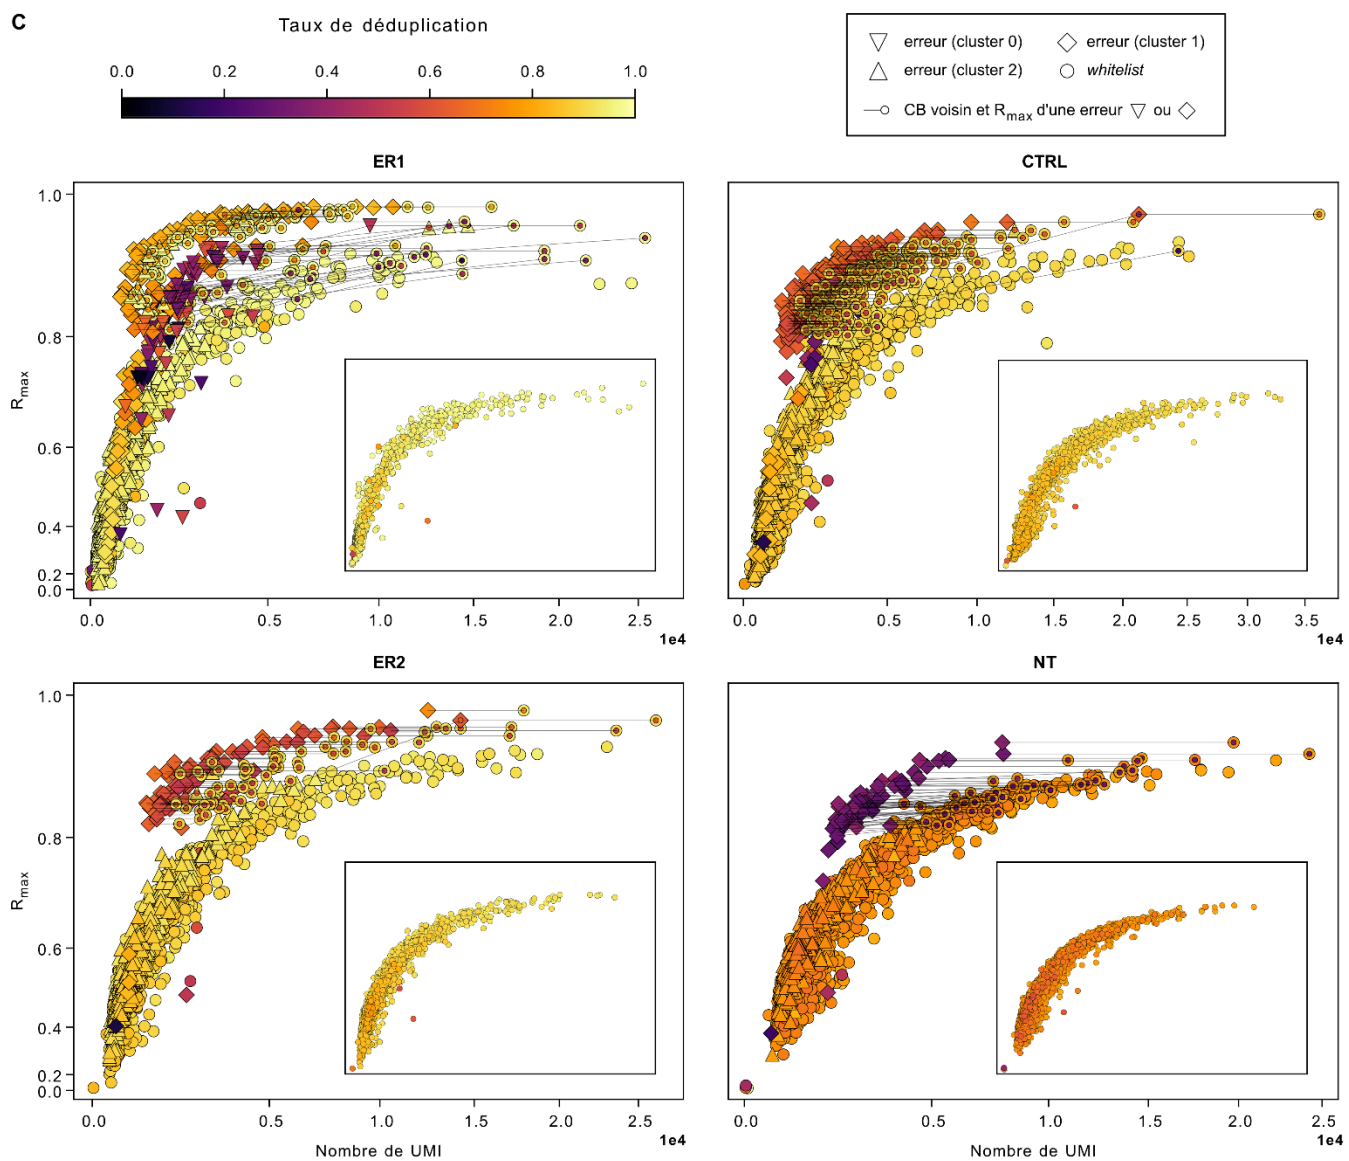 C
Taux de déduplication
0.0 0.2 0.4 0.6 0.8 1.0
erreur (cluster 0) erreur (cluster 1)
erreur (cluster 2) whitelist
CB voisin et Rmax d'une erreur ou
ER1 CTRL
1.0
0.8
0.6
0.4
0.2
0.0
Rmax
0.0 0.5 1.0 1.5 2.0 2.5
1e4
0.0 0.5 1.0 1.5 2.0 2.5 3.0 3.5
1e4
ER2 NT
1.0
0.8
0.6
0.4
0.2
0.0
Rmax
0.0 0.5 1.0 1.5 2.0 2.5
Nombre de UMI
1e4
0.0 0.5 1.0 1.5 2.0 2.5
Nombre de UMI
1e4